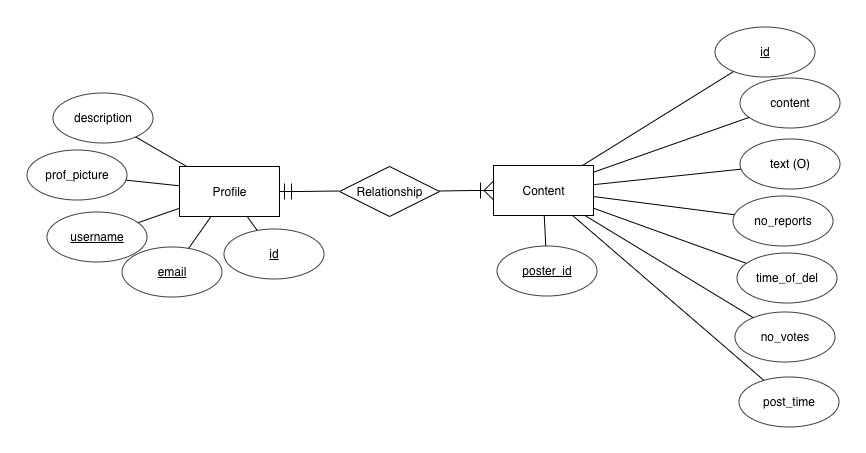 id
content
description
text (O)
prof_picture
Profile
Relationship
Content
no_reports
username
id
email
poster_id
time_of_del
no_votes
post_time